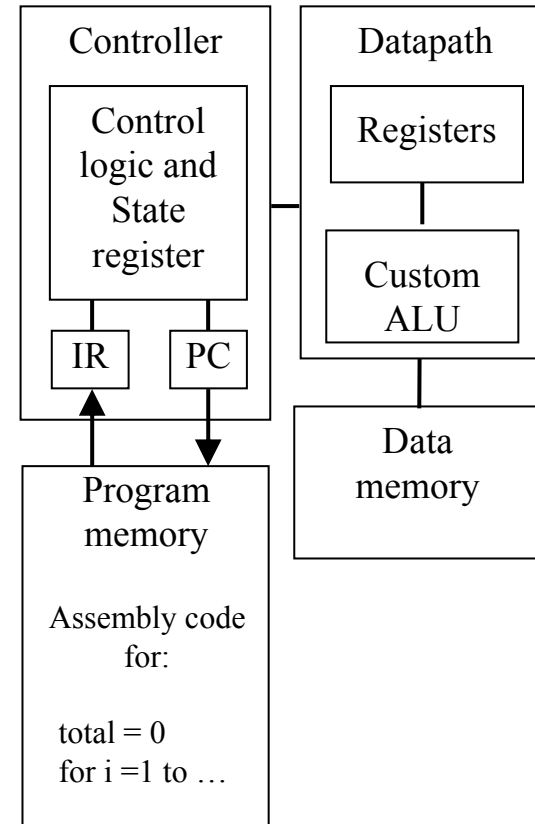 Controller
Control
logic and
State
register
IR
PC
Datapath
Registers
Custom
ALU
Data
memory
Program
memory
Assembly code
for:
total = 0
for i =1 to …